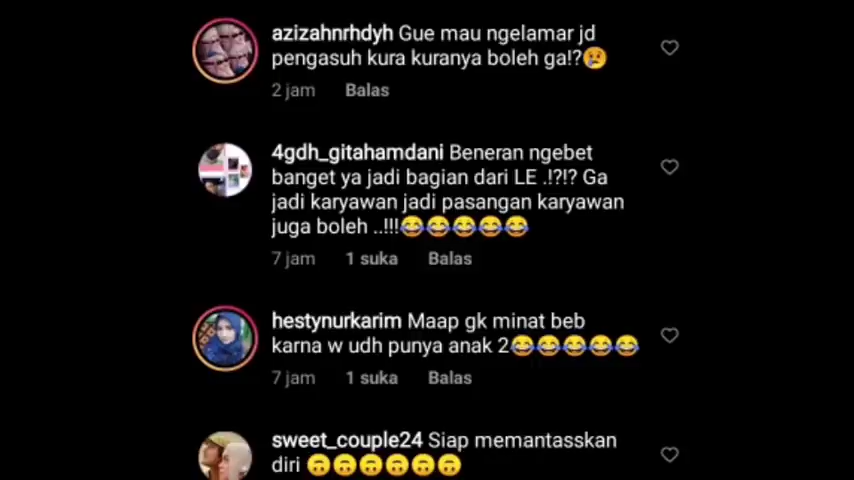 azizahnrhdyh Gue mau ngelamar jd
pengasuh kura kuranya boleh ga!?😢
2 jam Balas
4gdh_gitahamdani Beneran ngebet
banget ya jadi bagian dari LE .!?!? Ga
jadi karyawan jadi pasangan karyawan
juga boleh ..!!!😂😂😂😂😂
7 jam 1 suka Balas
hestynurkarim Maap gk minat beb
karna w udh punya anak 2😂😂😂😂😂
7 jam 1 suka Balas
sweet_couple24 Siap memantasskan
diri 🙃🙃🙃🙃🙃🙃